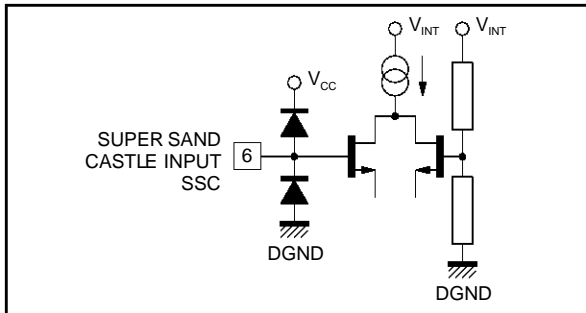 V_INT V_INT
V_CC
SUPER SAND
CASTLE INPUT
SSC
6
DGND
DGND